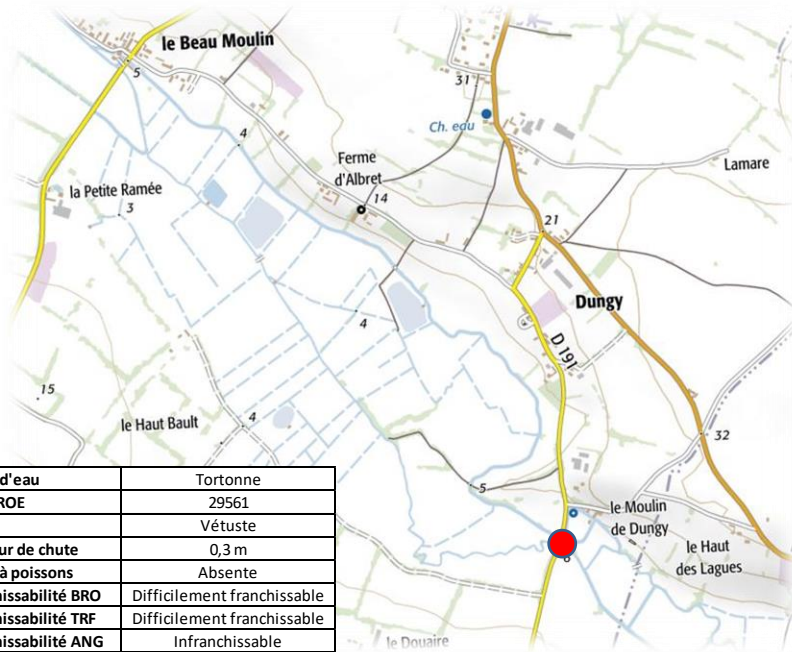 le Beau Moulin
5
31
Ch. eau
4
Ferme
d'Albret
14
Lamare
la Petite Ramée
3
21
Dungy
4
D 191
15
le Haut Bault
4
32
5
le Moulin
de Dungy
le Haut
des Lagues
le Douaire
d'eau Tortonne
ROE 29561
Vétuste
ur de chute 0,3 m
à poissons Absente
issabilité BRO Difficilement franchissable
issabilité TRF Difficilement franchissable
issabilité ANG Infranchissable